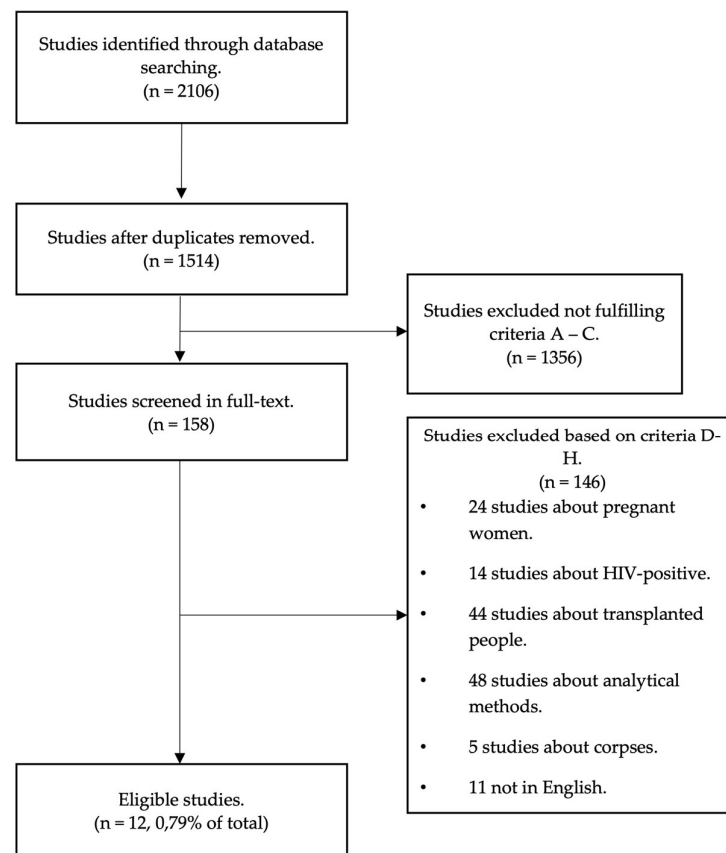 Studies identified through database
searching.
(n = 2106)
Studies after duplicates removed.
(n = 1514)
Studies excluded not fulfilling
criteria A – C.
(n = 1356)
Studies screened in full-text.
(n = 158)
Studies excluded based on criteria D-
H.
(n = 146)
• 24 studies about pregnant
women.
• 14 studies about HIV-positive.
• 44 studies about transplanted
people.
• 48 studies about analytical
methods.
• 5 studies about corpses.
• 11 not in English.
Eligible studies.
(n = 12, 0,79% of total)